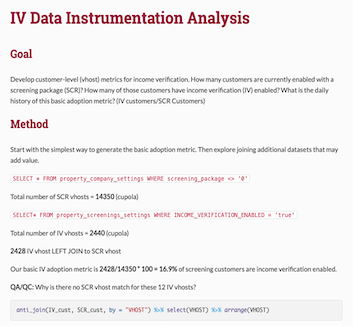 IV Data Instrumentation Analysis
Goal
Develop customer-level (vhost) metrics for income verification. How many customers are currently enabled with a
screening package (SCR)? How many of those customers have income verification (IV) enabled? What is the daily
history of this basic adoption metric? (IV customers/SCR Customers)
Method
Start with the simplest way to generate the basic adoption metric. Then explore joining additional datasets that may
add value.
SELECT * FROM property_company_settings WHERE screening_package <> '0'
Total number of SCR vhosts = 14350 (cupola)
SELECT* FROM property_screenings_settings WHERE INCOME_VERIFICATION_ENABLED = 'true'
Total number of IV vhosts = 2440 (cupola)
2428 IV vhost LEFT JOIN to SCR vhost
Our basic IV adoption metric is 2428/14350 * 100 = 16.9% of screening customers are income verification enabled.
QA/QC: Why is there no SCR vhost match for these 12 IV vhosts?
anti_join(IV_cust, SCR_cust, by = "VHOST") %>% select(VHOST) %>% arrange(VHOST)